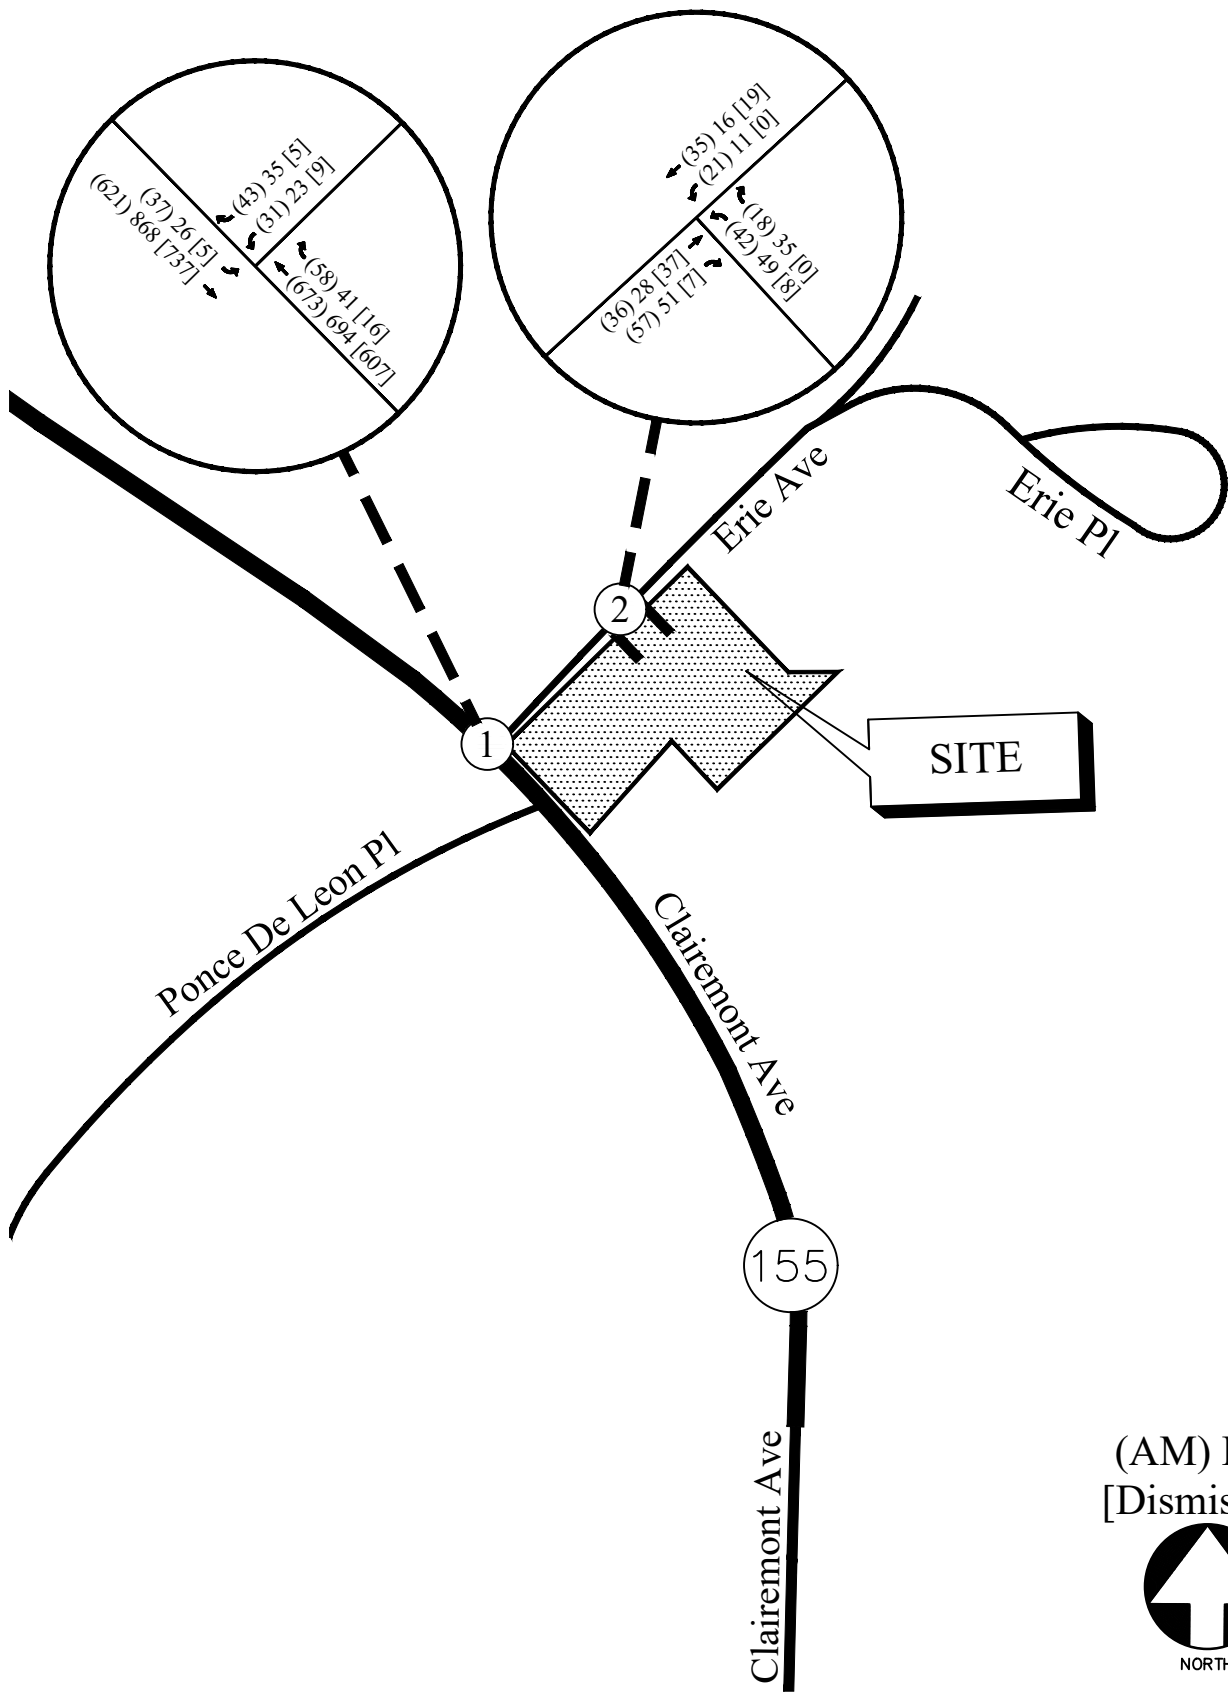 (43) 35 [5]
(31) 23 [9]
(37) 26 [5]
(621) 868 [737]
(58) 41 [16]
(673) 694 [607]
(35) 16 [19]
(21) 11 [0]
(18) 35 [0]
(42) 49 [8]
(36) 28 [37]
(57) 51 [7]
Erie Ave
Erie Pl
2
1
SITE
Ponce De Leon Pl
Clairemont Ave
155
Clairemont Ave
(AM)
NORTH